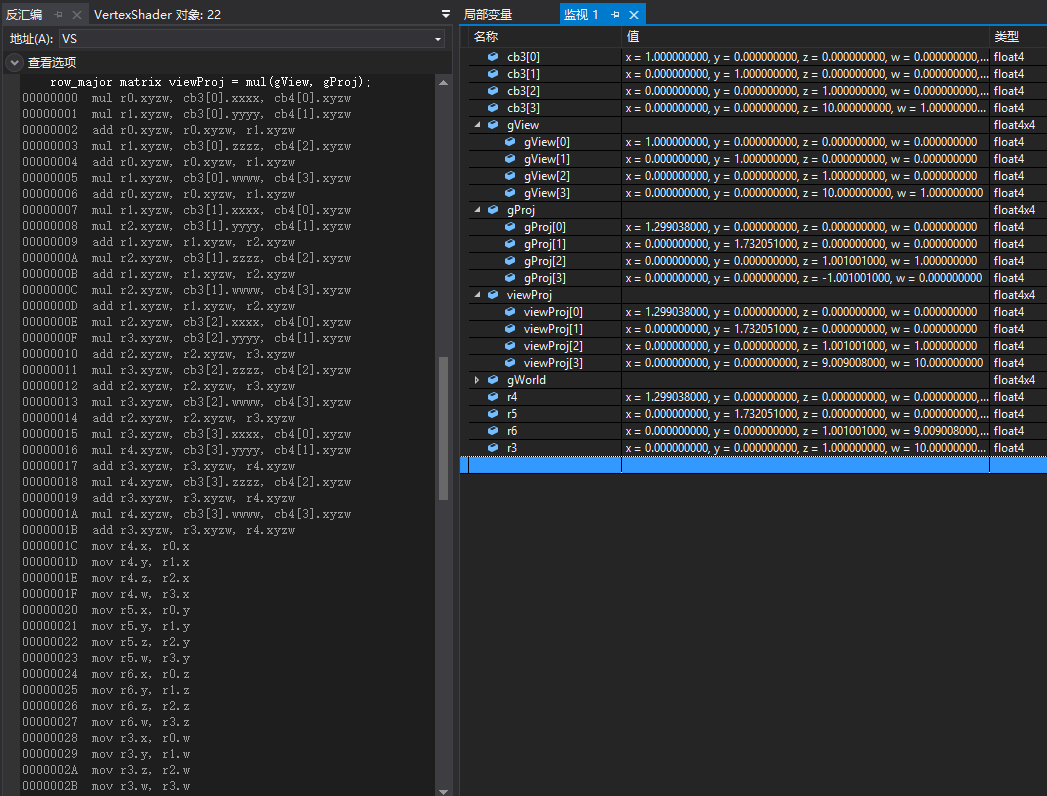 反汇编
VertexShader 对象: 22
地址(A): VS
查看选项
row_major matrix viewProj = mul(gView, gProj);
00000000 mul r0.xyzw, cb3[0].xxxx, cb4[0].xyzw
00000001 mul r1.xyzw, cb3[0].yyyy, cb4[1].xyzw
00000002 add r0.xyzw, r0.xyzw, r1.xyzw
00000003 mul r1.xyzw, cb3[0].zzzz, cb4[2].xyzw
00000004 add r0.xyzw, r0.xyzw, r1.xyzw
00000005 mul r1.xyzw, cb3[0].wwww, cb4[3].xyzw
00000006 add r0.xyzw, r0.xyzw, r1.xyzw
00000007 mul r1.xyzw, cb3[1].xxxx, cb4[0].xyzw
00000008 mul r2.xyzw, cb3[1].yyyy, cb4[1].xyzw
00000009 add r1.xyzw, r1.xyzw, r2.xyzw
0000000A mul r2.xyzw, cb3[1].zzzz, cb4[2].xyzw
0000000B add r1.xyzw, r1.xyzw, r2.xyzw
0000000C mul r2.xyzw, cb3[1].wwww, cb4[3].xyzw
0000000D add r1.xyzw, r1.xyzw, r2.xyzw
0000000E mul r2.xyzw, cb3[2].xxxx, cb4[0].xyzw
0000000F mul r3.xyzw, cb3[2].yyyy, cb4[1].xyzw
00000010 add r2.xyzw, r2.xyzw, r3.xyzw
00000011 mul r3.xyzw, cb3[2].zzzz, cb4[2].xyzw
00000012 add r2.xyzw, r2.xyzw, r3.xyzw
00000013 mul r3.xyzw, cb3[2].wwww, cb4[3].xyzw
00000014 add r2.xyzw, r2.xyzw, r3.xyzw
00000015 mul r3.xyzw, cb3[3].xxxx, cb4[0].xyzw
00000016 mul r4.xyzw, cb3[3].yyyy, cb4[1].xyzw
00000017 add r3.xyzw, r3.xyzw, r4.xyzw
00000018 mul r4.xyzw, cb3[3].zzzz, cb4[2].xyzw
00000019 add r3.xyzw, r3.xyzw, r4.xyzw
0000001A mul r4.xyzw, cb3[3].wwww, cb4[3].xyzw
0000001B add r3.xyzw, r3.xyzw, r4.xyzw
0000001C mov r4.x, r0.x
0000001D mov r4.y, r1.x
0000001E mov r4.z, r2.x
0000001F mov r4.w, r3.x
00000020 mov r5.x, r0.y
00000021 mov r5.y, r1.y
00000022 mov r5.z, r2.y
00000023 mov r5.w, r3.y
00000024 mov r6.x, r0.z
00000025 mov r6.y, r1.z
00000026 mov r6.z, r2.z
00000027 mov r6.w, r3.z
00000028 mov r3.x, r0.w
00000029 mov r3.y, r1.w
0000002A mov r3.z, r2.w
0000002B mov r3.w, r3.w
局部变量
监视 1
名称 值 类型
cb3[0] x = 1.000000000, y = 0.000000000, z = 0.000000000, w = 0.000000000,... float4
cb3[1] x = 0.000000000, y = 1.000000000, z = 0.000000000, w = 0.000000000,... float4
cb3[2] x = 0.000000000, y = 0.000000000, z = 1.000000000, w = 0.000000000,... float4
cb3[3] x = 0.000000000, y = 0.000000000, z = 10.000000000, w = 1.00000000... float4
gView float4x4
gView[0] x = 1.000000000, y = 0.000000000, z = 0.000000000, w = 0.000000000 float4
gView[1] x = 0.000000000, y = 1.000000000, z = 0.000000000, w = 0.000000000 float4
gView[2] x = 0.000000000, y = 0.000000000, z = 1.000000000, w = 0.000000000 float4
gView[3] x = 0.000000000, y = 0.000000000, z = 10.000000000, w = 1.000000000 float4
gProj float4x4
gProj[0] x = 1.299038000, y = 0.000000000, z = 0.000000000, w = 0.000000000 float4
gProj[1] x = 0.000000000, y = 1.732051000, z = 0.000000000, w = 0.000000000 float4
gProj[2] x = 0.000000000, y = 0.000000000, z = 1.001001000, w = 1.000000000 float4
gProj[3] x = 0.000000000, y = 0.000000000, z = -1.001001000, w = 0.000000000 float4
viewProj float4x4
viewProj[0] x = 1.299038000, y = 0.000000000, z = 0.000000000, w = 0.000000000 float4
viewProj[1] x = 0.000000000, y = 1.732051000, z = 0.000000000, w = 0.000000000 float4
viewProj[2] x = 0.000000000, y = 0.000000000, z = 1.001001000, w = 1.000000000 float4
viewProj[3] x = 0.000000000, y = 0.000000000, z = 9.009008000, w = 10.000000000 float4
gWorld float4x4
r4 x = 1.299038000, y = 0.000000000, z = 0.000000000, w = 0.000000000,... float4
r5 x = 0.000000000, y = 1.732051000, z = 0.000000000, w = 0.000000000,... float4
r6 x = 0.000000000, y = 0.000000000, z = 1.001001000, w = 9.009008000,... float4
r3 x = 0.000000000, y = 0.000000000, z = 1.000000000, w = 10.00000000... float4